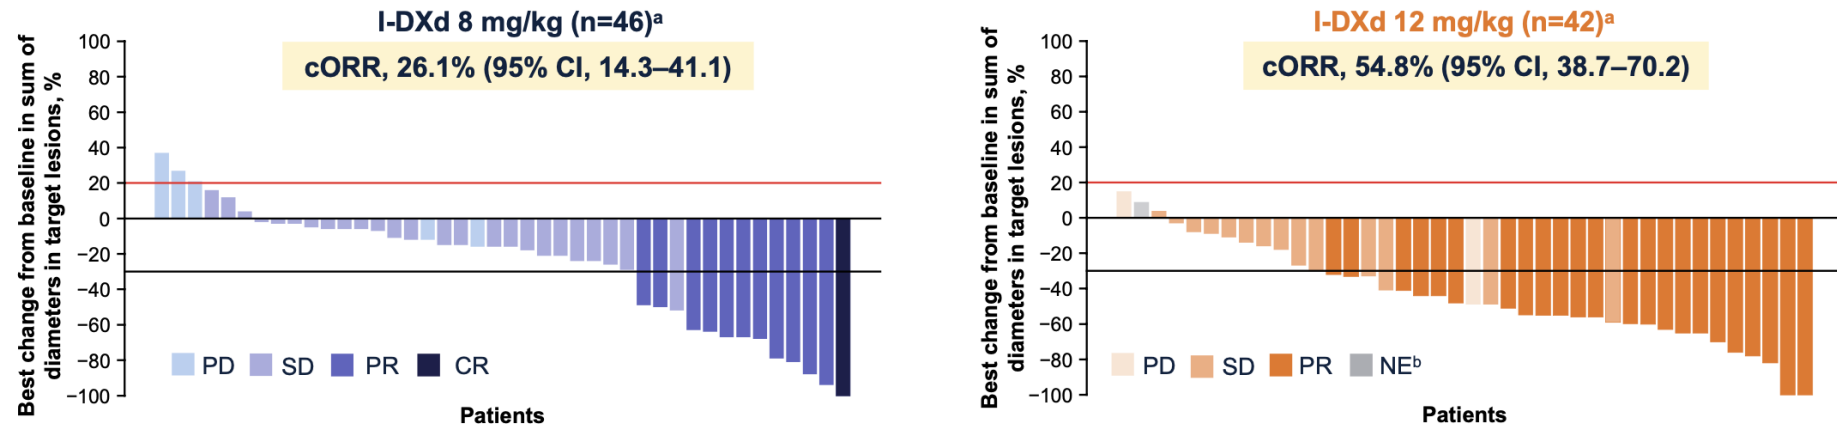 I-DXd 8 mg/kg (n=46)ᵃ
cORR, 26.1% (95% CI, 14.3–41.1)
Best change from baseline in sum of
diameters in target lesions, %
100
80
60
40
20
0
−20
−40
−60
−80
−100
PD SD PR CR
Patients
I-DXd 12 mg/kg (n=42)ᵃ
cORR, 54.8% (95% CI, 38.7–70.2)
Best change from baseline in sum of
diameters in target lesions, %
100
80
60
40
20
0
−20
−40
−60
−80
−100
PD SD PR NEᵇ
Patients